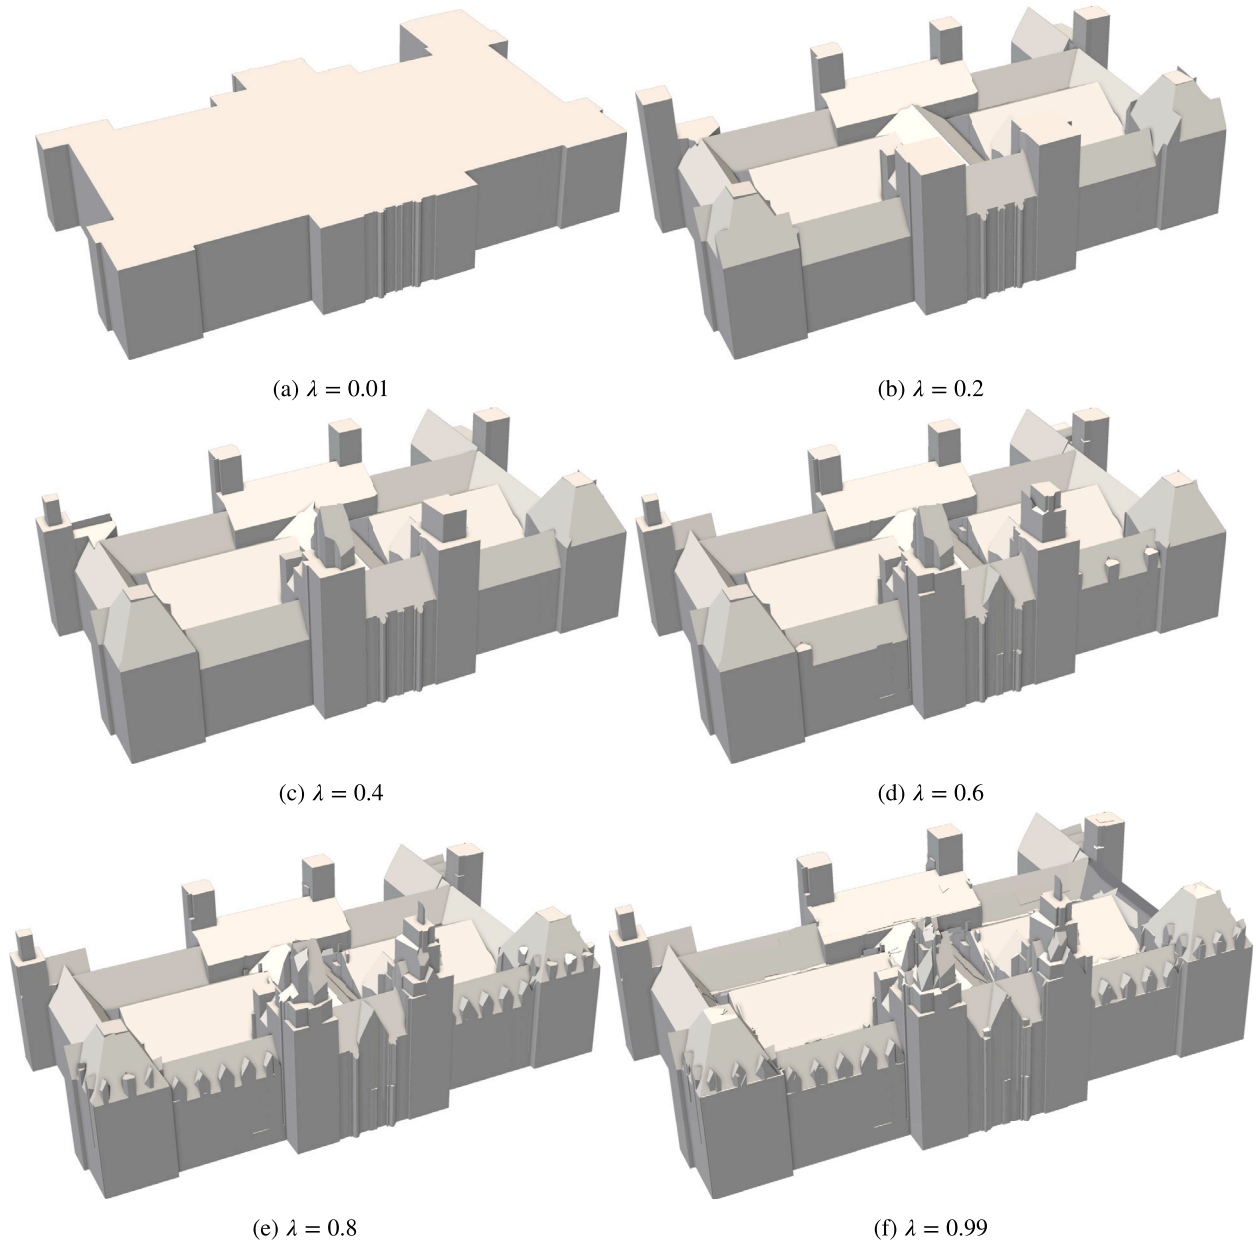 (a) λ = 0.01
(b) λ = 0.2
(c) λ = 0.4
(d) λ = 0.6
(e) λ = 0.8
(f) λ = 0.99